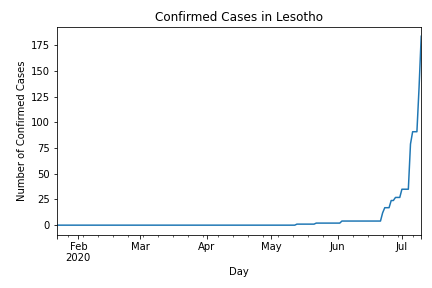 Confirmed Cases in Lesotho
Number of Confirmed Cases
175
150
125
100
75
50
25
0
Feb Mar Apr May Jun Jul
2020
Day